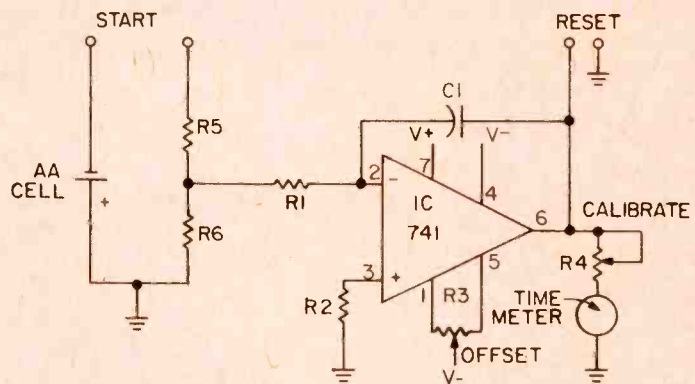 START
RESET
C1
R5
V+
V-
AA
CELL
+
2
-
7
4
R6
R1
IC
741
6
CALIBRATE
3
+
5
R4
1
R3
R2
TIME
METER
OFFSET
V-